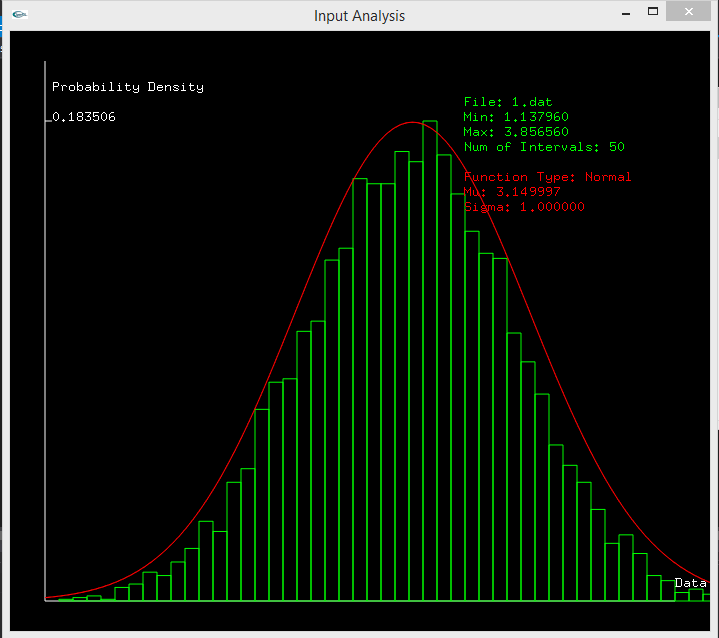 Input Analysis
Probability Density
0.183506
File: 1.dat
Min: 1.137960
Max: 3.856560
Num of Intervals: 50
Function Type: Normal
Mu: 3.149997
Sigma: 1.000000
Data